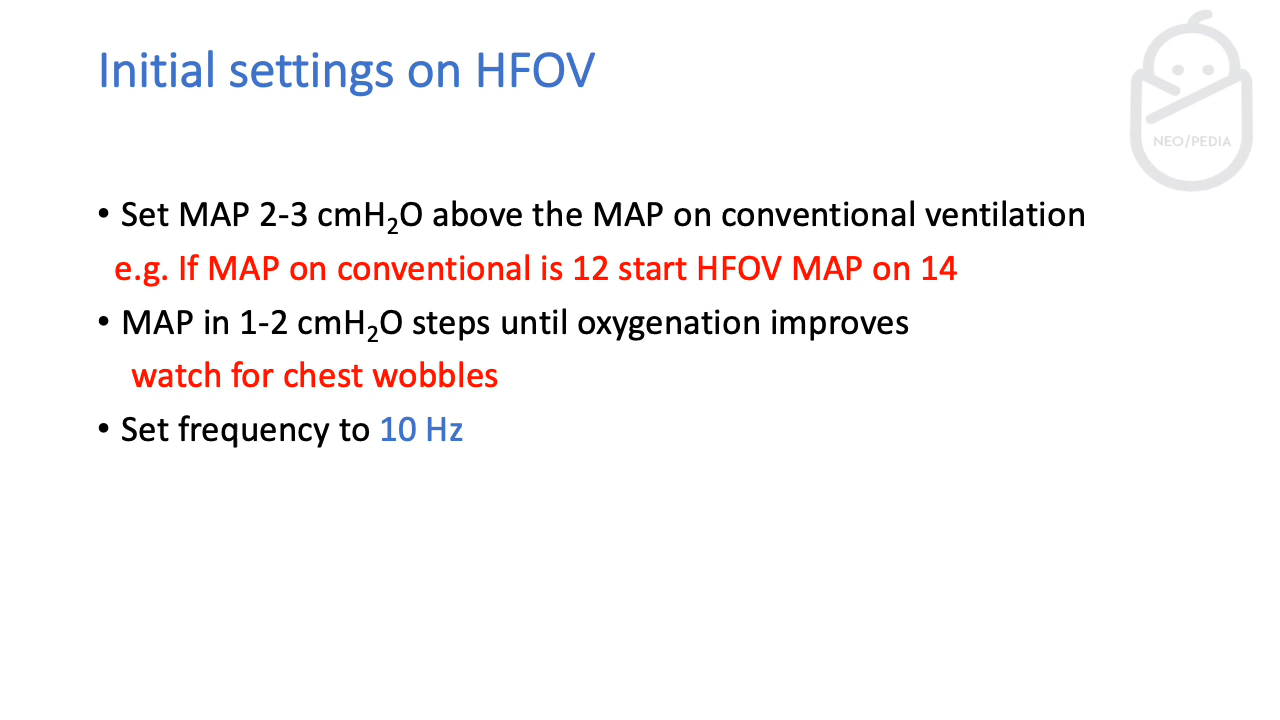 Initial settings on HFOV
NEO/PEDIA
• Set MAP 2-3 cmH₂O above the MAP on conventional ventilation
e.g. If MAP on conventional is 12 start HFOV MAP on 14
• MAP in 1-2 cmH₂O steps until oxygenation improves
watch for chest wobbles
• Set frequency to 10 Hz